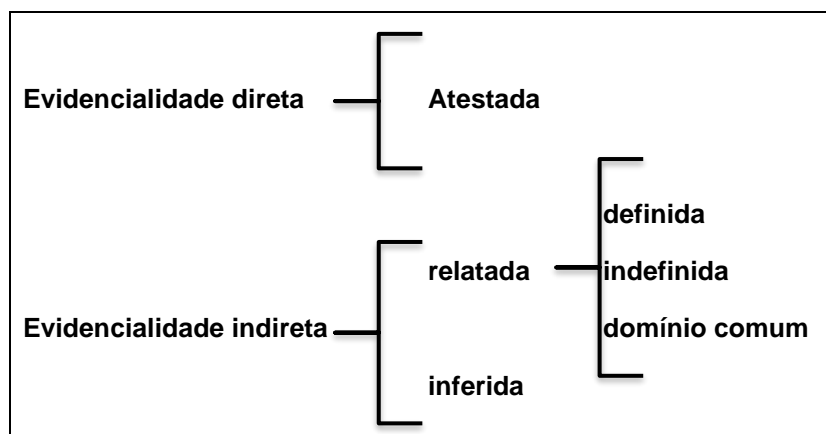 Evidencialidade direta
Atestada
definida
relatada
indefinida
Evidencialidade indireta
domínio comum
inferida